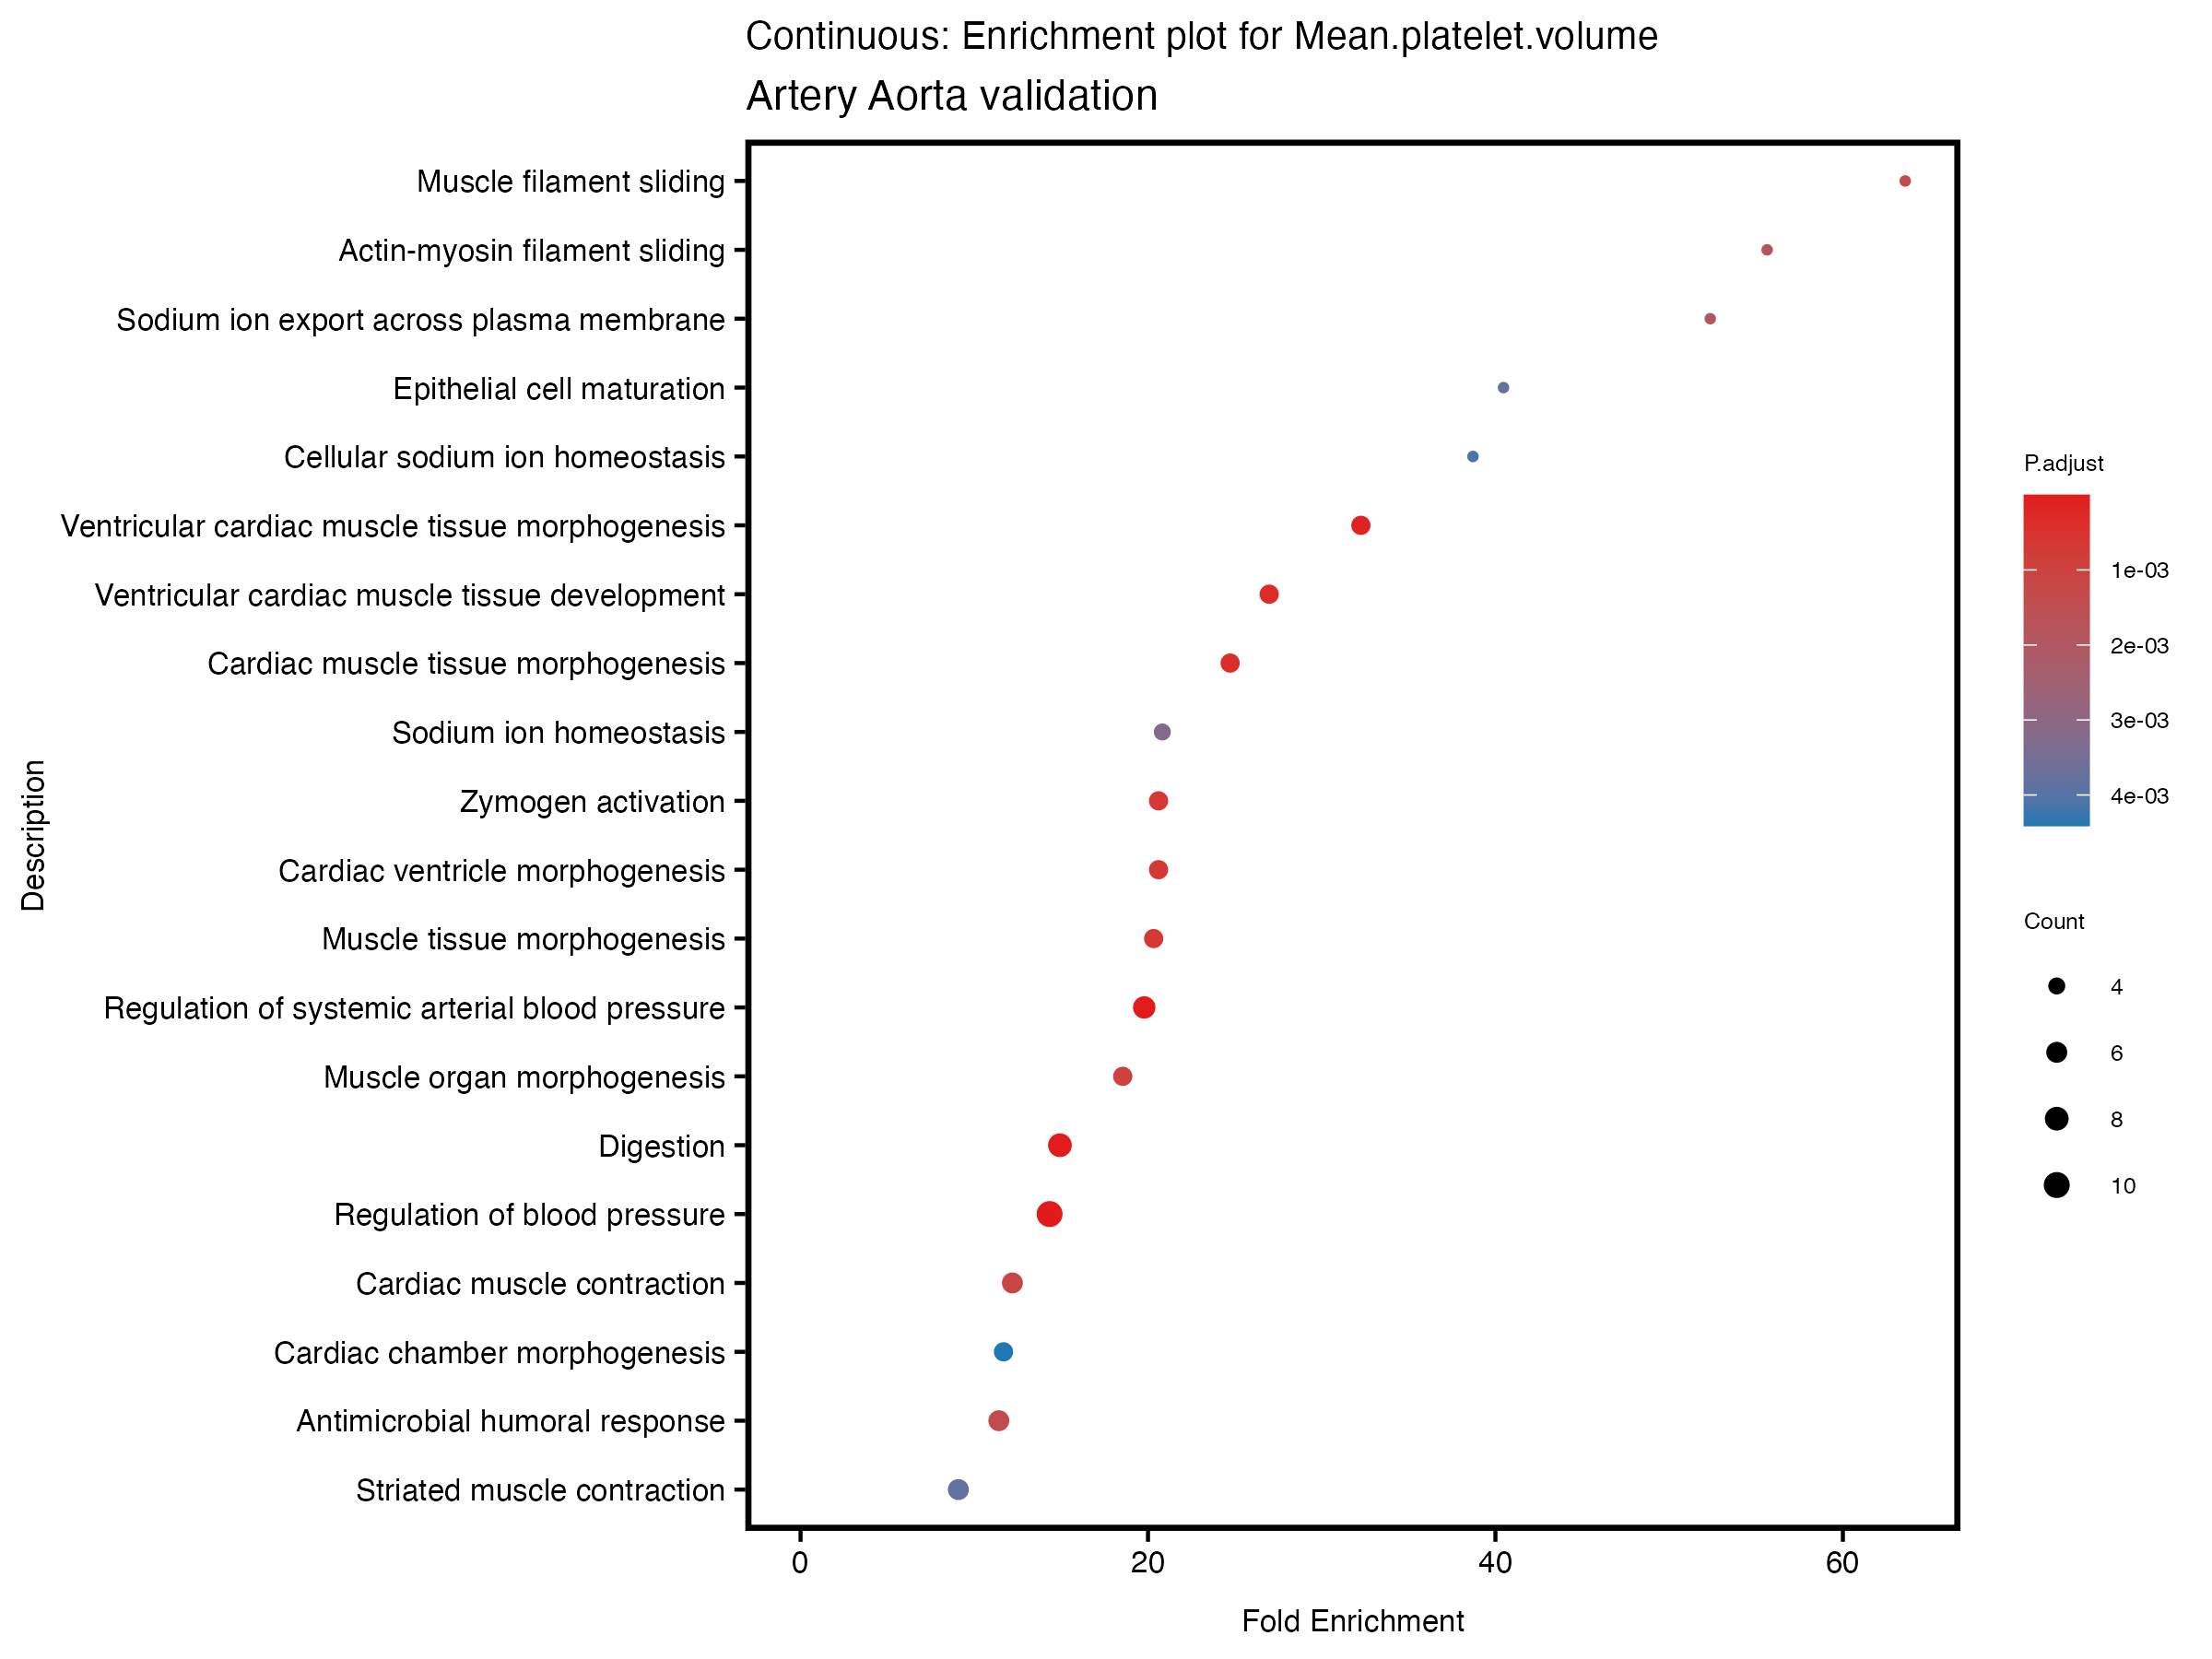 Continuous: Enrichment plot for Mean.platelet.volume
Artery Aorta validation
Description
Muscle filament sliding
Actin-myosin filament sliding
Sodium ion export across plasma membrane
Epithelial cell maturation
Cellular sodium ion homeostasis
Ventricular cardiac muscle tissue morphogenesis
Ventricular cardiac muscle tissue development
Cardiac muscle tissue morphogenesis
Sodium ion homeostasis
Zymogen activation
Cardiac ventricle morphogenesis
Muscle tissue morphogenesis
Regulation of systemic arterial blood pressure
Muscle organ morphogenesis
Digestion
Regulation of blood pressure
Cardiac muscle contraction
Cardiac chamber morphogenesis
Antimicrobial humoral response
Striated muscle contraction
0 20 40 60
Fold Enrichment
P.adjust
1e-03
2e-03
3e-03
4e-03
Count
4
6
8
10